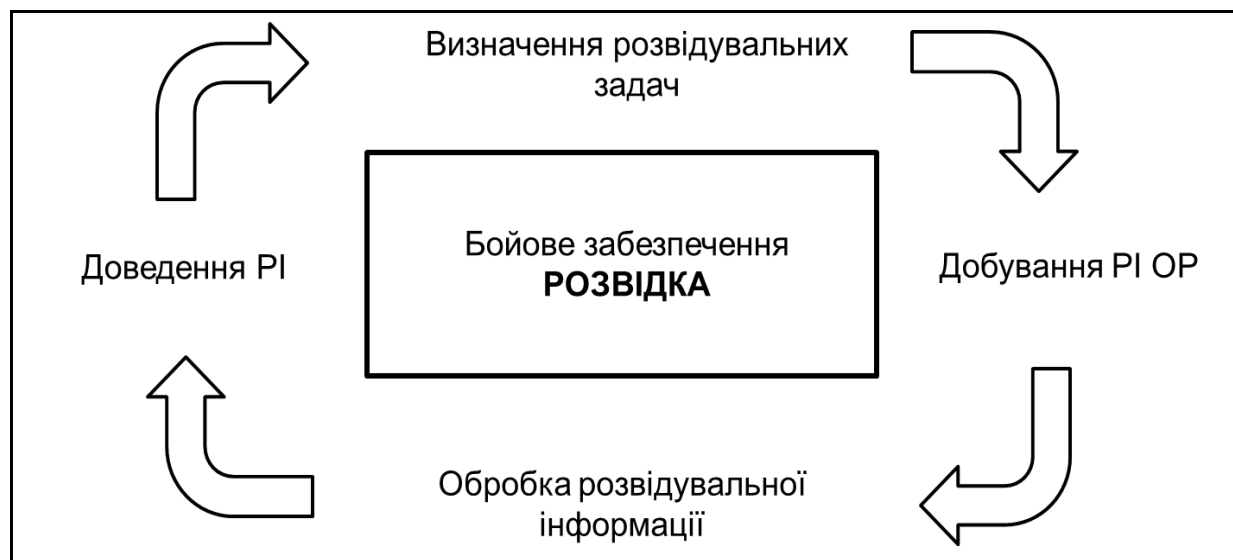 Визначення розвідувальних
задач
Бойове забезпечення
РОЗВІДКА
Доведення РІ
Добування РІ ОР
Обробка розвідувальної
інформації